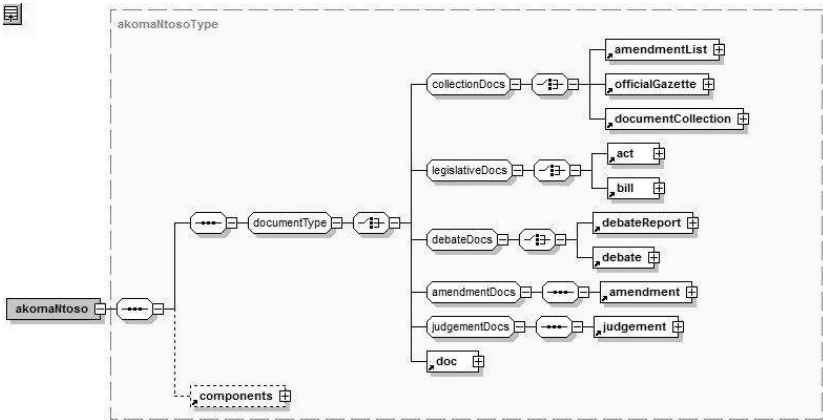 akomaNtosoType
amendmentList
collectionDocs
officialGazette
documentCollection
act
legislativeDocs
bill
documentType
debateReport
debateDocs
debate
amendmentDocs
amendment
akomaNtoso
judgementDocs
judgement
doc
components